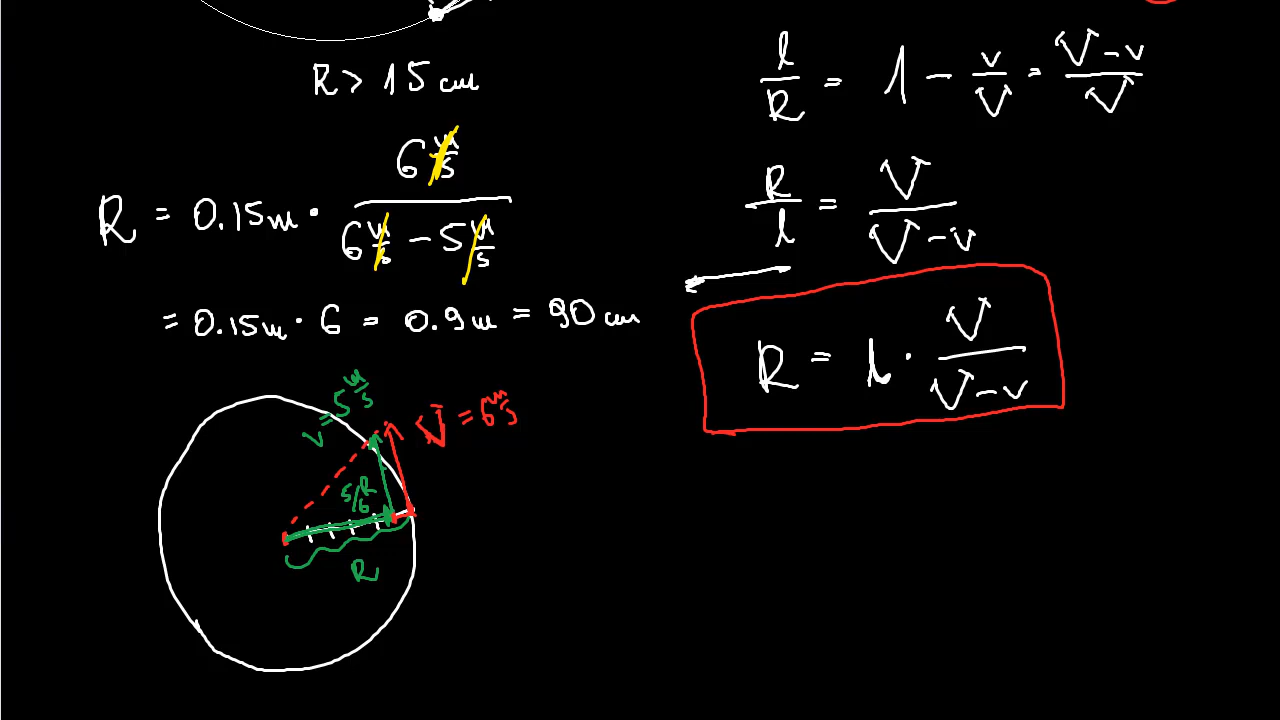 R > 15 cm
R = 0.15m · 6 m/s / (6 m/s − 5 m/s)
= 0.15m · 6 = 0.9m = 90 cm
v = 5 m/s
V = 6 m/s
5/6 R
R
l/R = 1 − v/V = (V − v)/V
R/l = V/(V − v)
R = l · V/(V − v)